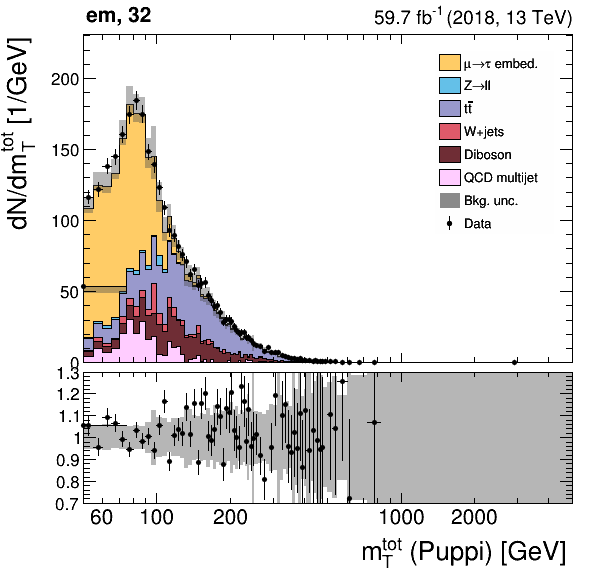 em, 32
59.7 fb⁻¹ (2018, 13 TeV)
dN/dm_T^tot [1/GeV]
200
150
100
50
0
μ→τ embed.
Z→ll
tt̅
W+jets
Diboson
QCD multijet
Bkg. unc.
Data
1.3
1.2
1.1
1
0.9
0.8
0.7
60 100 200 1000 2000
m_T^tot (Puppi) [GeV]